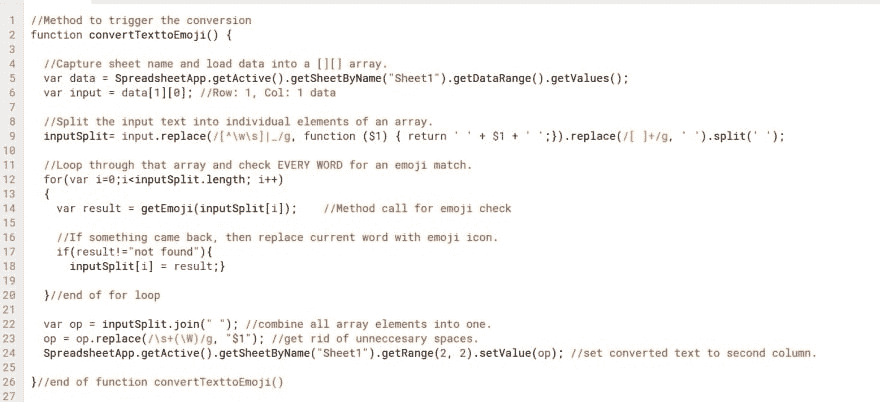 1 //Method to trigger the conversion
2 function convertTexttoEmoji() {
3
4 //Capture sheet name and load data into a [][] array.
5 var data = SpreadsheetApp.getActive().getSheetByName("Sheet1").getDataRange().getValues();
6 var input = data[1][0]; //Row: 1, Col: 1 data
7
8 //Split the input text into individual elements of an array.
9 inputSplit= input.replace(/[^\w\s]|_/g, function ($1) { return ' ' + $1 + ' ';}).replace(/[ ]+/g, ' ').split(' ');
10
11 //Loop through that array and check EVERY WORD for an emoji match.
12 for(var i=0;i<inputSplit.length; i++)
13 {
14 var result = getEmoji(inputSplit[i]); //Method call for emoji check
15
16 //If something came back, then replace current word with emoji icon.
17 if(result!="not found"){
18 inputSplit[i] = result;}
19
20 }//end of for loop
21
22 var op = inputSplit.join(" "); //combine all array elements into one.
23 op = op.replace(/\s+(\W)/g, "$1"); //get rid of unneccesary spaces.
24 SpreadsheetApp.getActive().getSheetByName("Sheet1").getRange(2, 2).setValue(op); //set converted text to second column.
25
26 }//end of function convertTexttoEmoji()
27